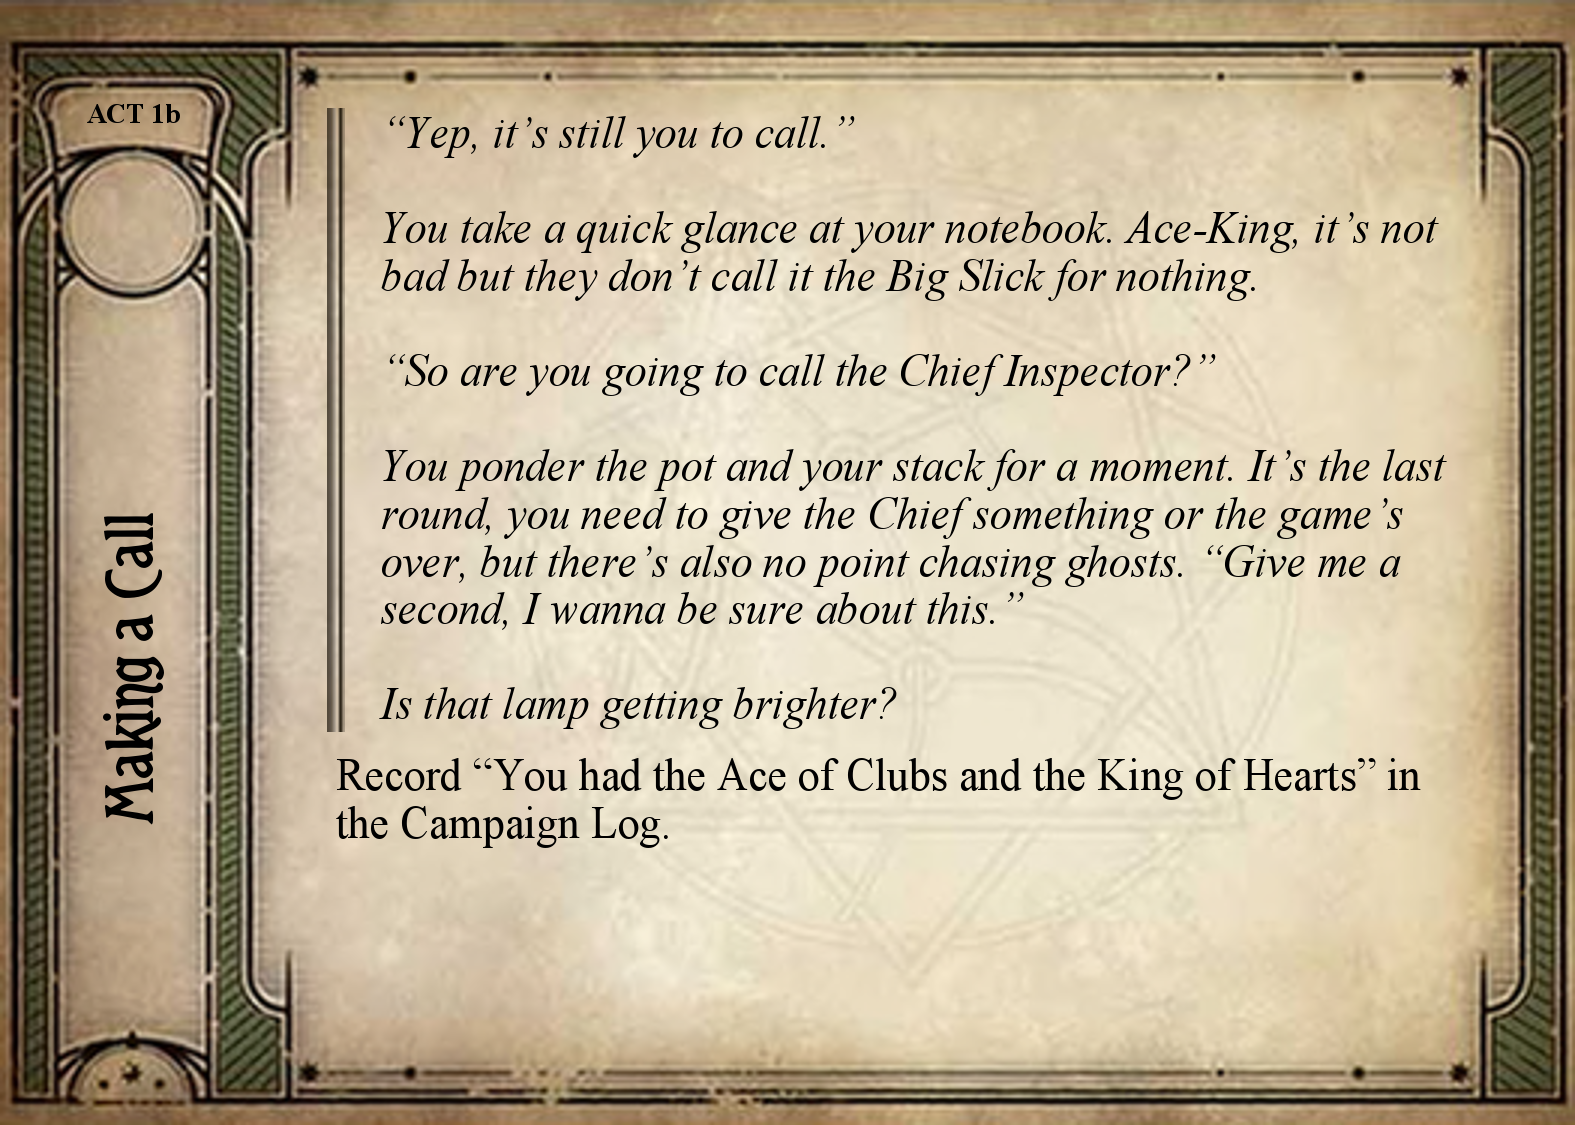 ACT 1b
Making a Call
“Yep, it’s still you to call.”
You take a quick glance at your notebook. Ace-King, it’s not
bad but they don’t call it the Big Slick for nothing.
“So are you going to call the Chief Inspector?”
You ponder the pot and your stack for a moment. It’s the last
round, you need to give the Chief something or the game’s
over, but there’s also no point chasing ghosts. “Give me a
second, I wanna be sure about this.”
Is that lamp getting brighter?
Record “You had the Ace of Clubs and the King of Hearts” in
the Campaign Log.